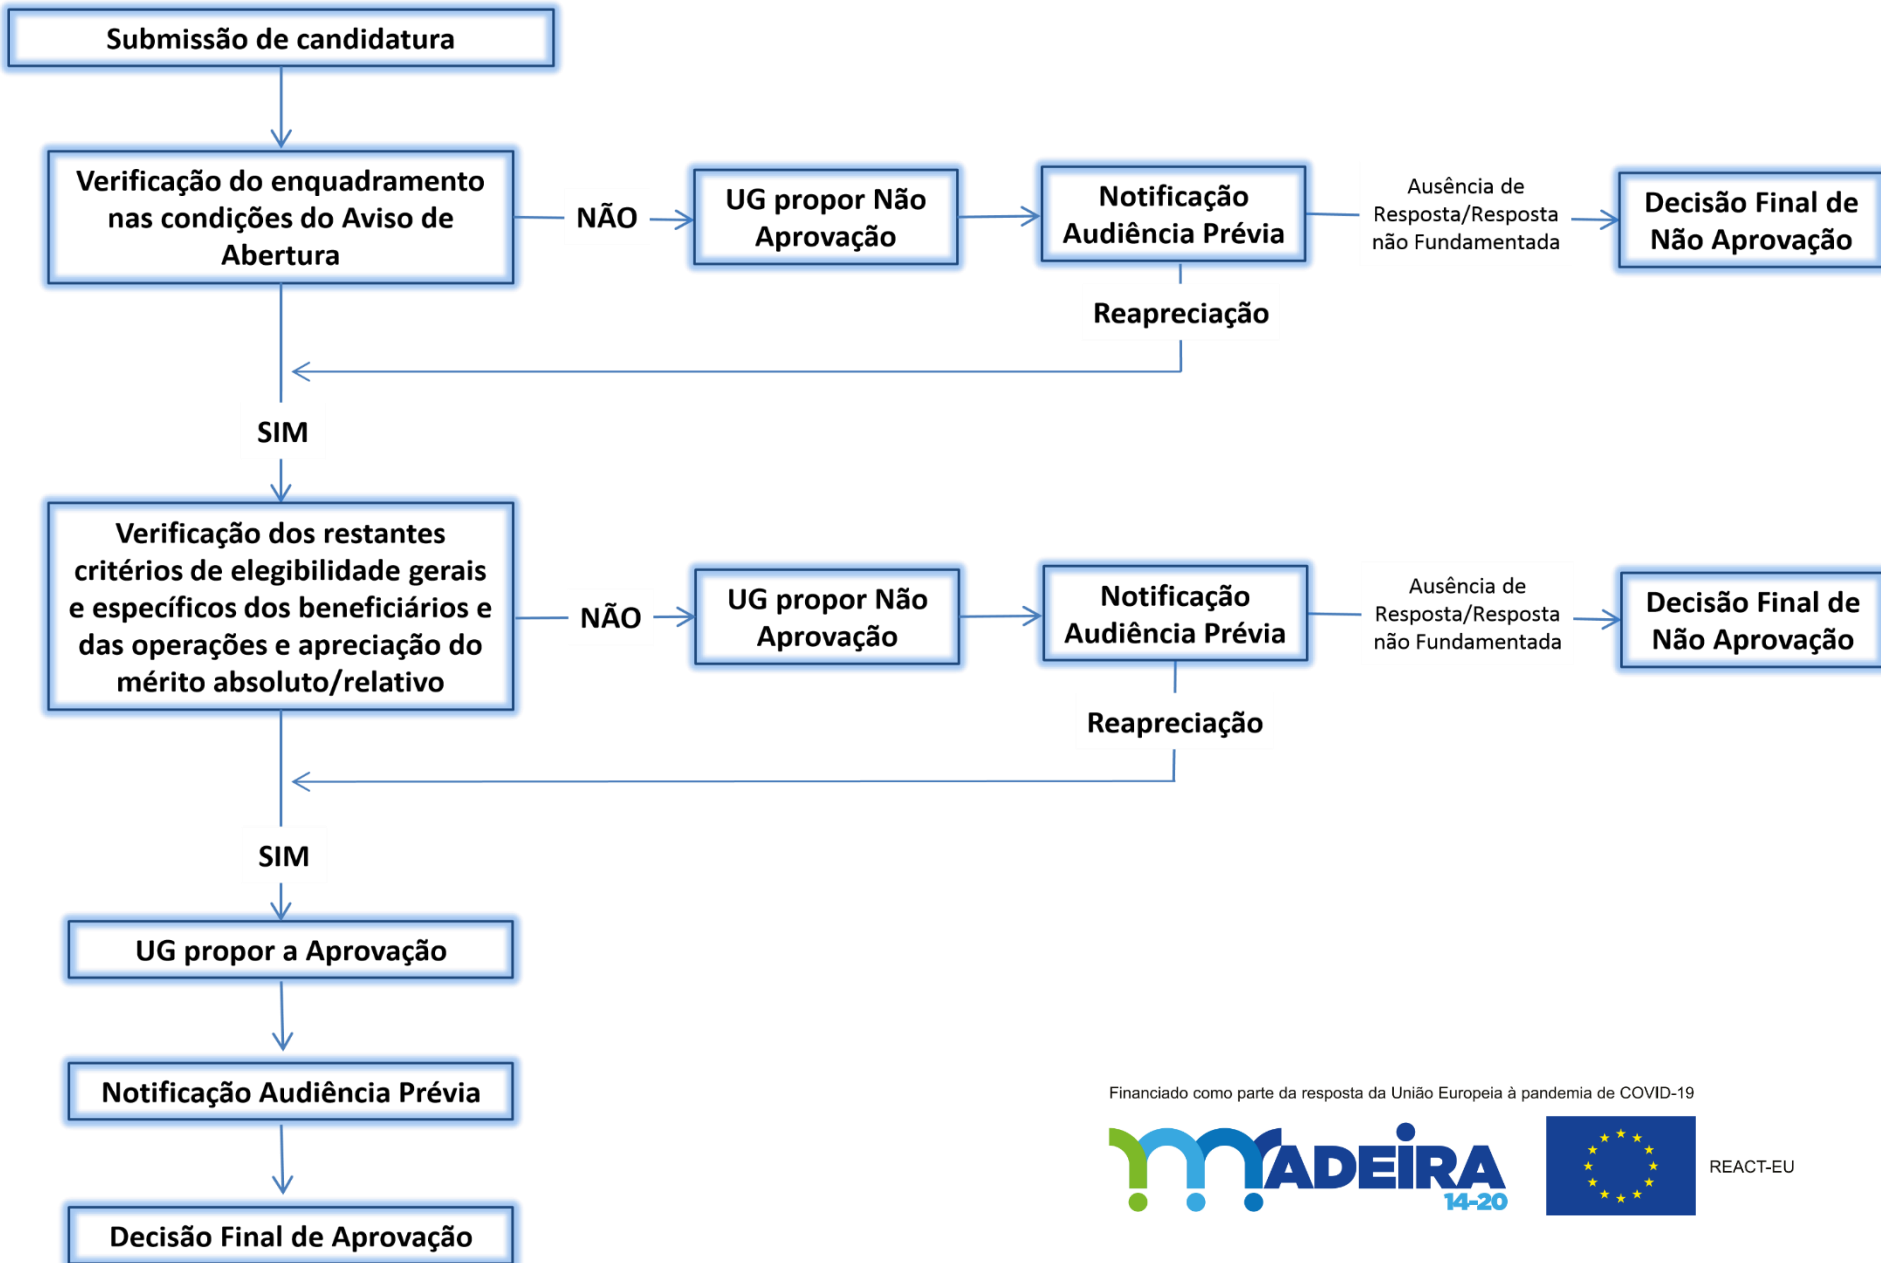 Submissão de candidatura
Verificação do enquadramento
nas condições do Aviso de
Abertura
NÃO
UG propor Não
Aprovação
Notificação
Audiência Prévia
Ausência de
Resposta/Resposta
não Fundamentada
Decisão Final de
Não Aprovação
Reapreciação
SIM
Verificação dos restantes
critérios de elegibilidade gerais
e específicos dos beneficiários e
das operações e apreciação do
mérito absoluto/relativo
NÃO
UG propor Não
Aprovação
Notificação
Audiência Prévia
Ausência de
Resposta/Resposta
não Fundamentada
Decisão Final de
Não Aprovação
Reapreciação
SIM
UG propor a Aprovação
Notificação Audiência Prévia
Decisão Final de Aprovação
Financiado como parte da resposta da União Europeia à pandemia de COVID-19
MADEIRA
14-20
REACT-EU